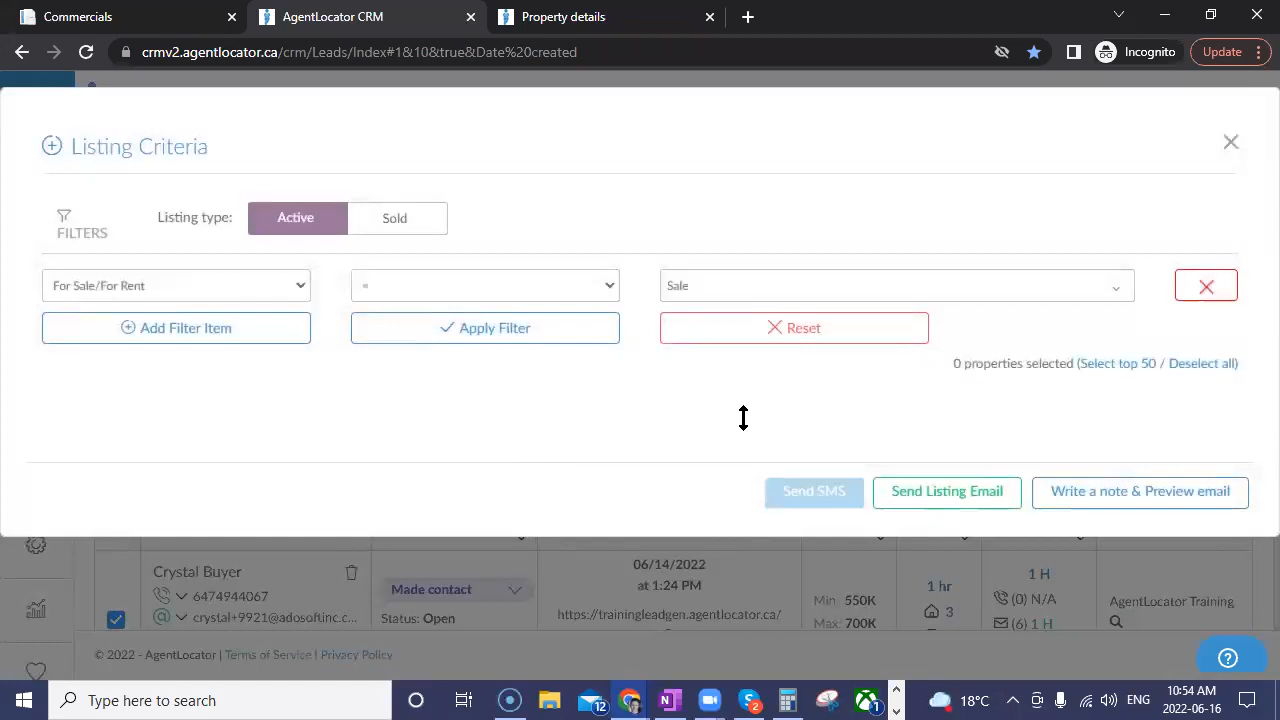 Commercials
AgentLocator CRM
Property details
crmv2.agentlocator.ca/crm/Leads/Index#1&10&true&Date%20created
Incognito
Update
Listing Criteria
FILTERS
Listing type:
Active
Sold
For Sale/For Rent
=
Sale
Add Filter Item
Apply Filter
Reset
0 properties selected (Select top 50 / Deselect all)
Send SMS
Send Listing Email
Write a note & Preview email
Crystal Buyer
6474944067
crystal+9921@adosoftinc.c...
Made contact
Status: Open
06/14/2022
at 1:24 PM
https://trainingleadgen.agentlocator.ca/
Min 550K
Max: 700K
1 hr
3
1 H
(0) N/A
(6) 1 H
AgentLocator Training
© 2022 - AgentLocator | Terms of Service | Privacy Policy
Type here to search
12
2
1
18°C
ENG
10:54 AM
2022-06-16